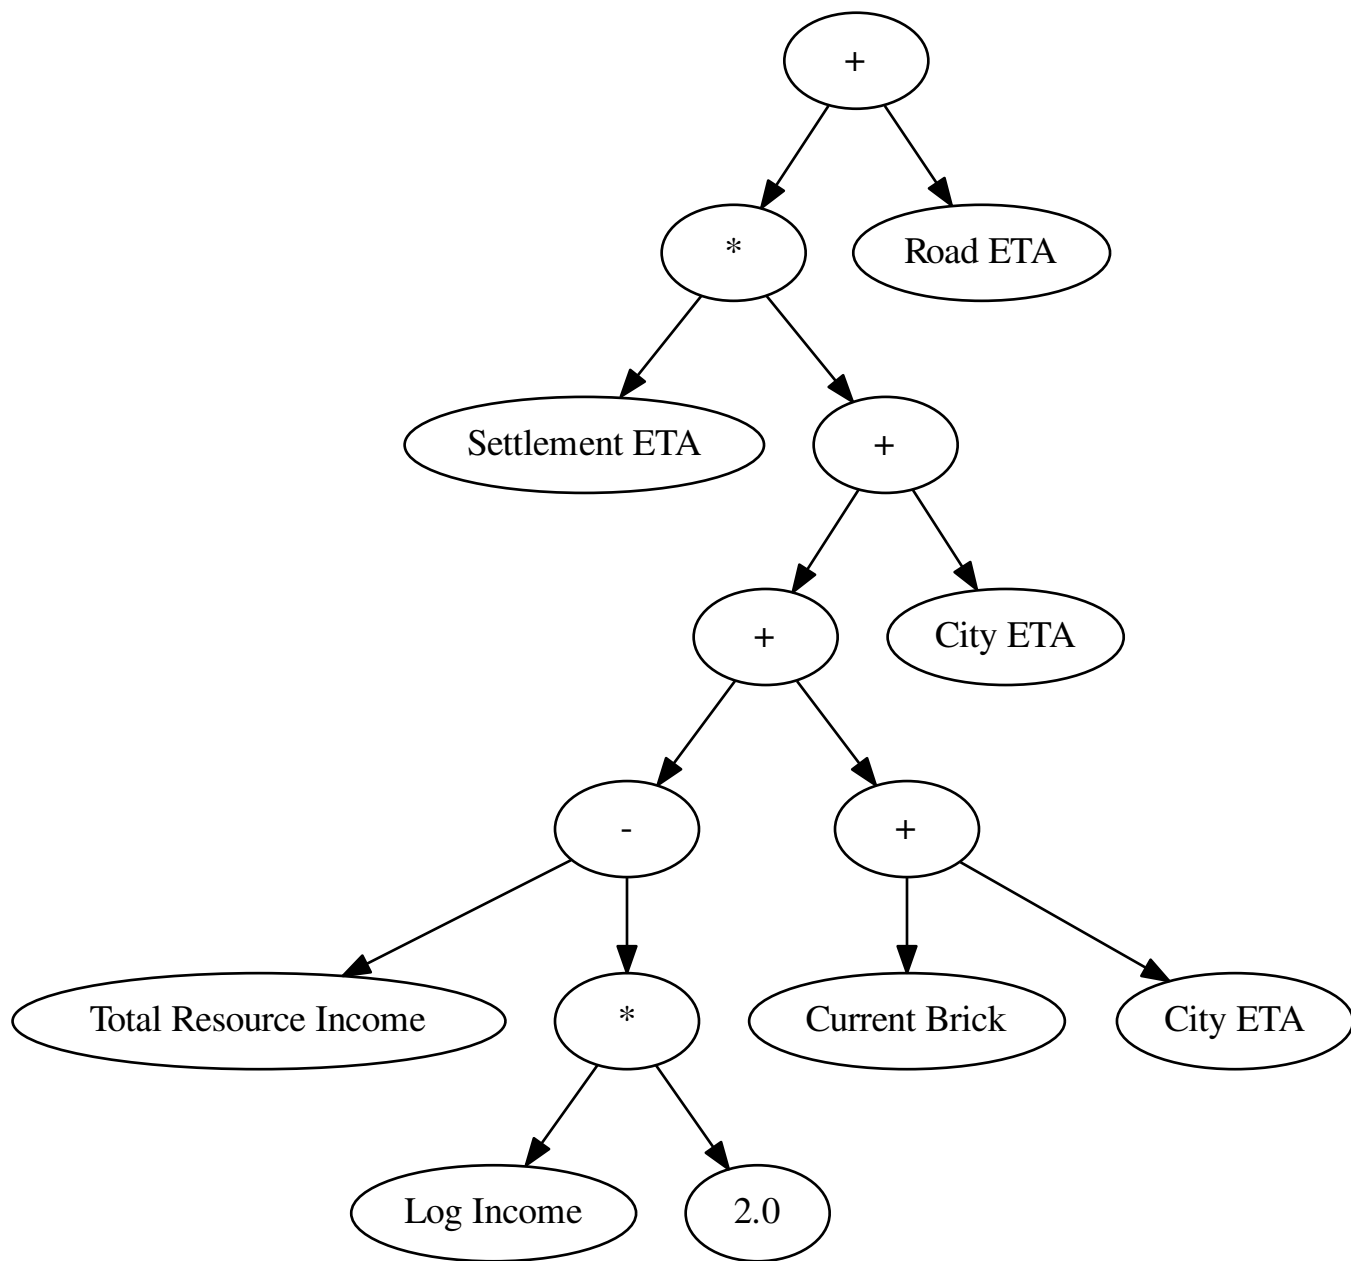 +
*
Road ETA
Settlement ETA
+
+
City ETA
-
+
Total Resource Income
*
Current Brick
City ETA
Log Income
2.0